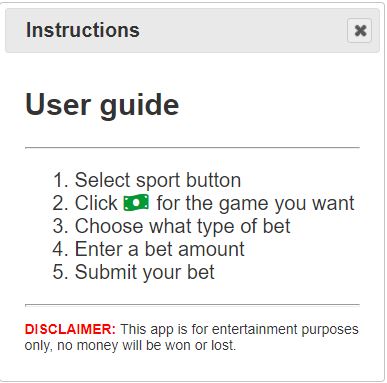 Instructions
User guide
1. Select sport button
2. Click for the game you want
3. Choose what type of bet
4. Enter a bet amount
5. Submit your bet
DISCLAIMER: This app is for entertainment purposes
only, no money will be won or lost.